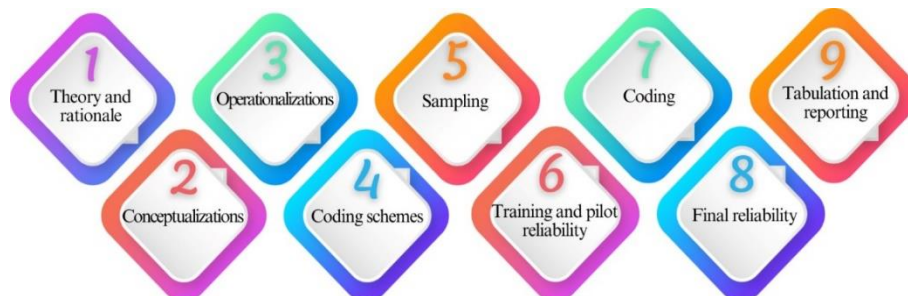 1
Theory and
rationale
2
Conceptualizations
3
Operationalizations
4
Coding schemes
5
Sampling
6
Training and pilot
reliability
7
Coding
8
Final reliability
9
Tabulation and
reporting